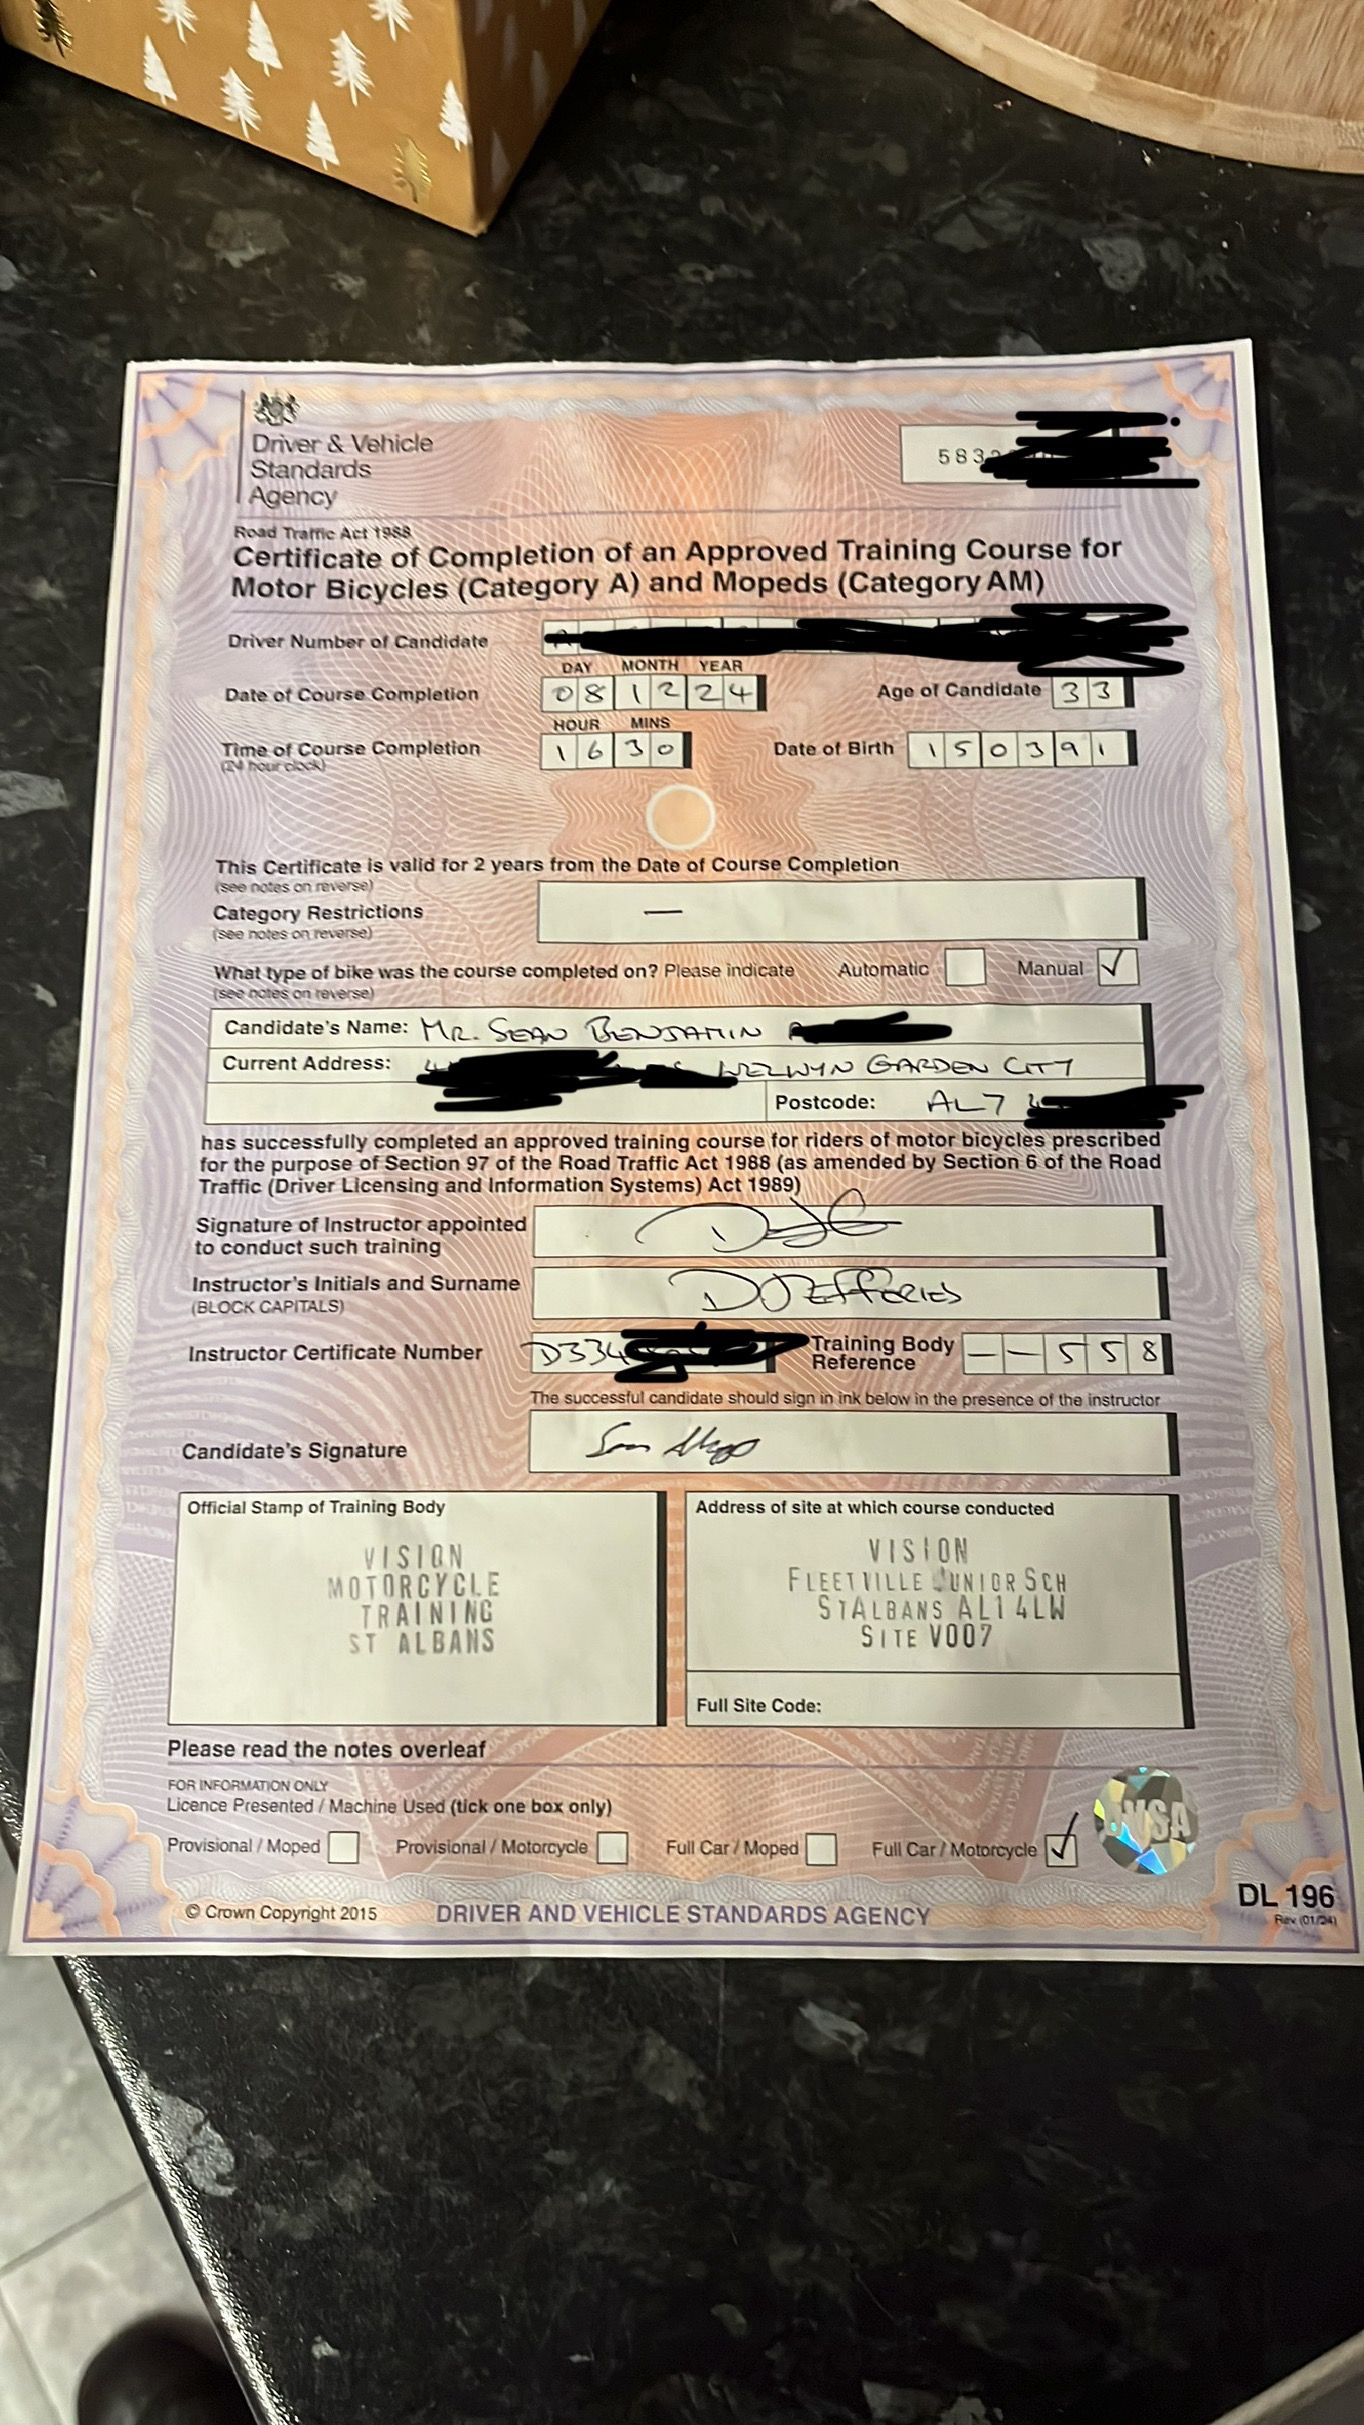 Driver & Vehicle
Standards
Agency
583
Road Traffic Act 1988
Certificate of Completion of an Approved Training Course for
Motor Bicycles (Category A) and Mopeds (Category AM)
Driver Number of Candidate
DAY MONTH YEAR
Date of Course Completion 08 12 24 Age of Candidate 33
HOUR MINS
Time of Course Completion 16 30 Date of Birth 150391
(24 hour clock)
This Certificate is valid for 2 years from the Date of Course Completion
(see notes on reverse)
Category Restrictions —
(see notes on reverse)
What type of bike was the course completed on? Please indicate Automatic Manual ✓
(see notes on reverse)
Candidate's Name: MR. SEAN BENJAMIN
Current Address: WELWYN GARDEN CITY
Postcode: AL7
has successfully completed an approved training course for riders of motor bicycles prescribed
for the purpose of Section 97 of the Road Traffic Act 1988 (as amended by Section 6 of the Road
Traffic (Driver Licensing and Information Systems) Act 1989)
Signature of Instructor appointed
to conduct such training
Instructor's Initials and Surname D JEFFERIES
(BLOCK CAPITALS)
Instructor Certificate Number D334 Training Body
Reference — — 558
The successful candidate should sign in ink below in the presence of the instructor
Candidate's Signature
Official Stamp of Training Body
VISION
MOTORCYCLE
TRAINING
ST ALBANS
Address of site at which course conducted
VISION
FLEETVILLE JUNIOR SCH
STALBANS AL1 4LW
SITE V007
Full Site Code:
Please read the notes overleaf
FOR INFORMATION ONLY
Licence Presented / Machine Used (tick one box only)
Provisional / Moped Provisional / Motorcycle Full Car / Moped Full Car / Motorcycle ✓
DVSA
DL 196
Rev (01/24)
© Crown Copyright 2015 DRIVER AND VEHICLE STANDARDS AGENCY